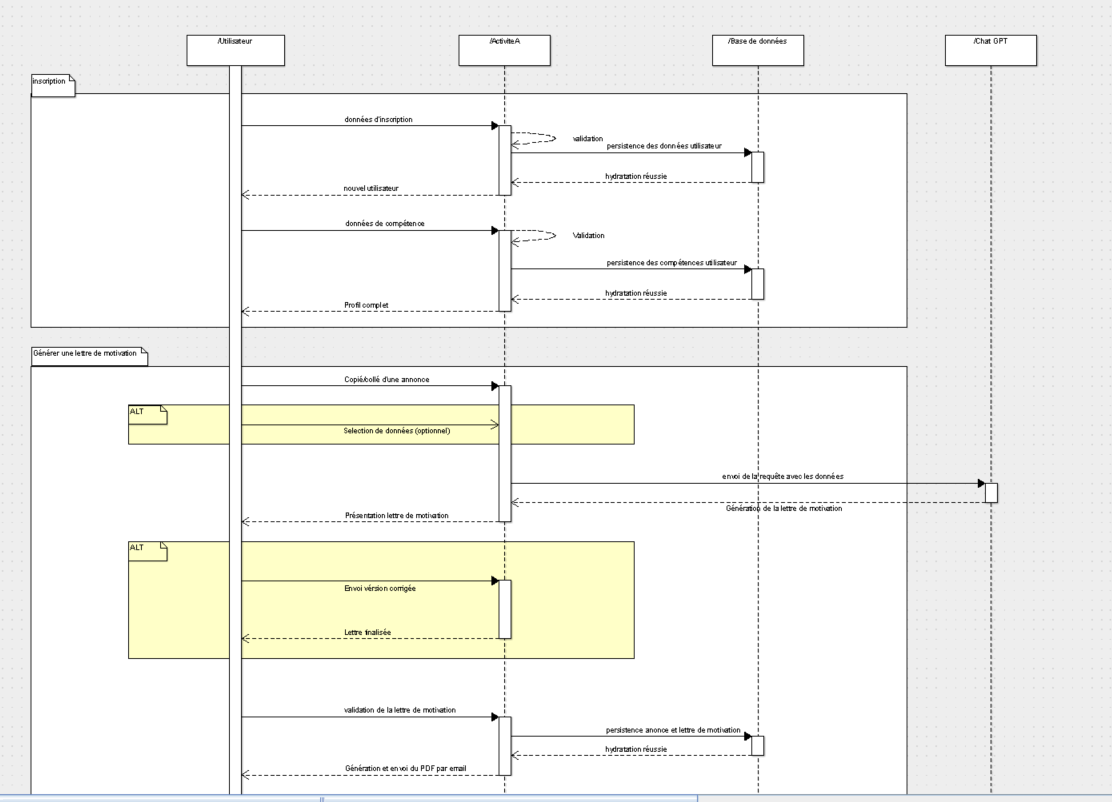 /Utilisateur
/ActiviteA
/Base de données
/Chat GPT
inscription
données d'inscription
validation
persistence des données utilisateur
hydratation réussie
nouvel utilisateur
données de compétence
Validation
persistence des compétences utilisateur
hydratation réussie
Profil complet
Générer une lettre de motivation
Copié/collé d'une annonce
ALT
Selection de données (optionnel)
envoi de la requête avec les données
Génération de la lettre de motivation
Présentation lettre de motivation
ALT
Envoi vérsion corrigée
Lettre finalisée
validation de la lettre de motivation
persistence anonce et lettre de motivation
hydratation réussie
Génération et envoi du PDF par email